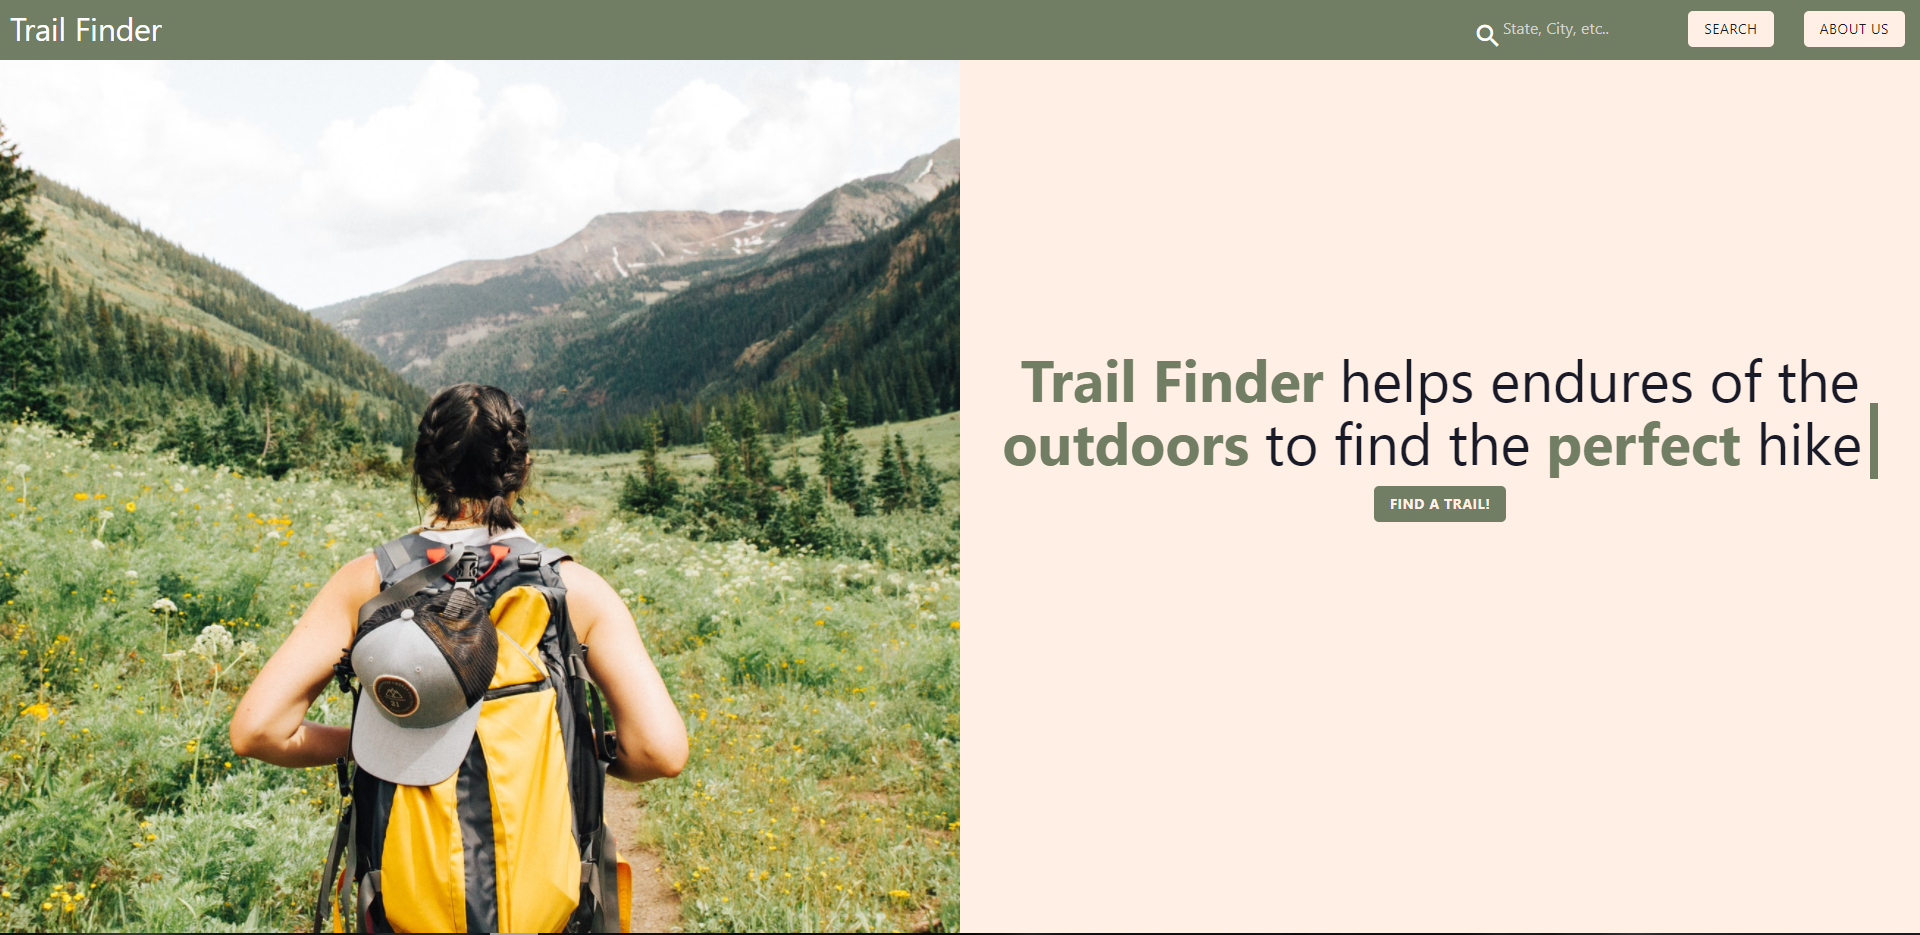 Trail Finder
State, City, etc..
SEARCH
ABOUT US
Trail Finder helps endures of the
outdoors to find the perfect hike
FIND A TRAIL!